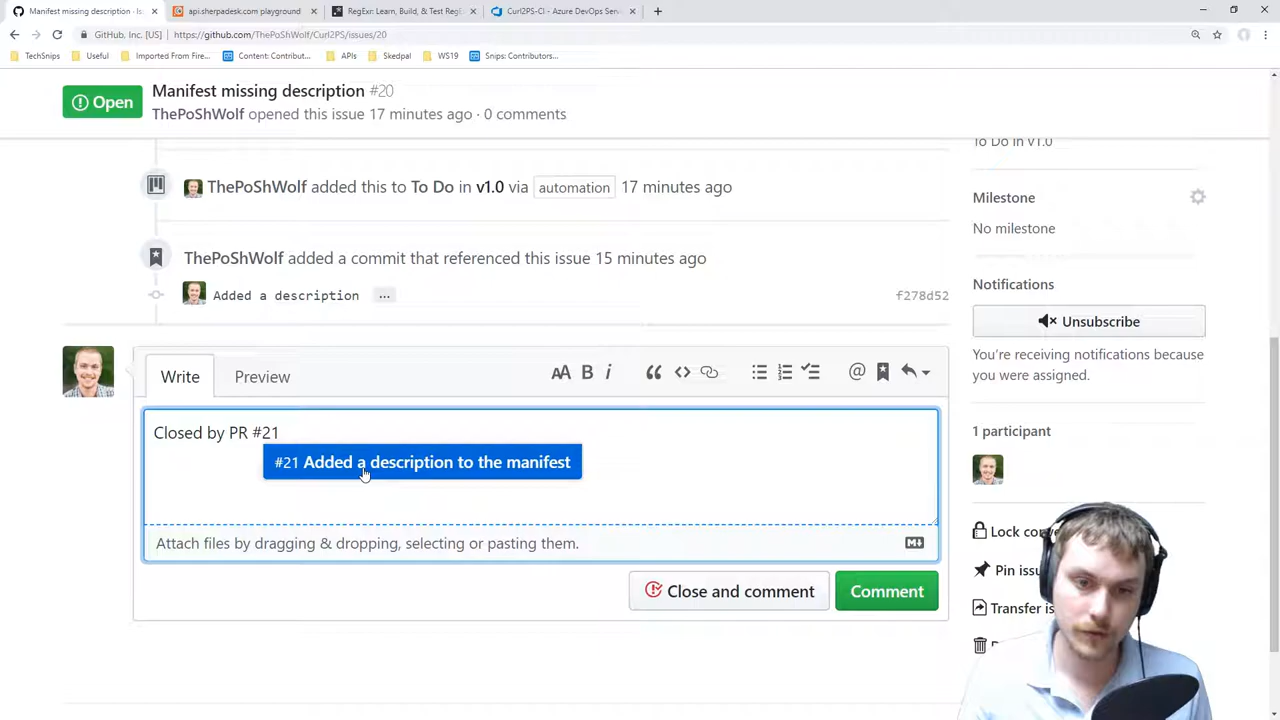 Manifest missing description ·
api.sherpadesk.com playground
RegExr: Learn, Build, & Test RegE
Curl2PS-CI - Azure DevOps Serv
GitHub, Inc. [US]
https://github.com/ThePoShWolf/Curl2PS/issues/20
TechSnips
Useful
Imported From Fire...
Content: Contribut...
APIs
Skedpal
WS19
Snips: Contributors...
Open
Manifest missing description #20
ThePoShWolf opened this issue 17 minutes ago · 0 comments
To Do in v1.0
ThePoShWolf added this to To Do in v1.0 via automation 17 minutes ago
Milestone
No milestone
ThePoShWolf added a commit that referenced this issue 15 minutes ago
Added a description ...
f278d52
Notifications
Unsubscribe
You're receiving notifications because
you were assigned.
Write
Preview
AA B i
Closed by PR #21
#21 Added a description to the manifest
Attach files by dragging & dropping, selecting or pasting them.
Close and comment
Comment
1 participant
Lock con
Pin issu
Transfer is